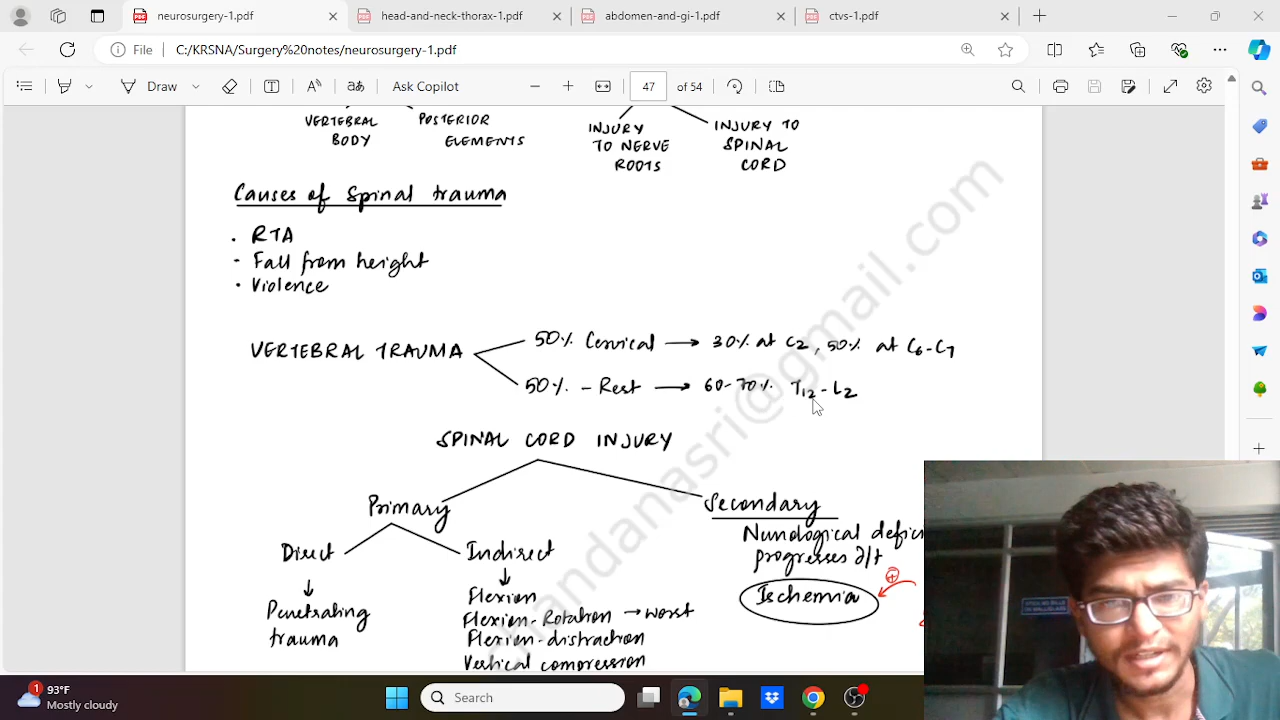 neurosurgery-1.pdf
head-and-neck-thorax-1.pdf
abdomen-and-gi-1.pdf
ctvs-1.pdf
File
C:/KRSNA/Surgery%20notes/neurosurgery-1.pdf
Draw
Ask Copilot
47 of 54
VERTEBRAL BODY
POSTERIOR ELEMENTS
INJURY TO NERVE ROOTS
INJURY TO SPINAL CORD
Causes of Spinal trauma
· RTA
- Fall from height
· Violence
VERTEBRAL TRAUMA
50% Cervical → 30% at C2, 50% at C6-C7
50% - Rest → 60-70% T12-L2
SPINAL CORD INJURY
Primary
Secondary
Direct
Indirect
Penetrating trauma
Flexion
Flexion-Rotation → worst
Flexion-distraction
Vertical compression
progresses d/t
Ischemia
+
andanasri@gmail.com
1
93°F
Mostly cloudy
Search